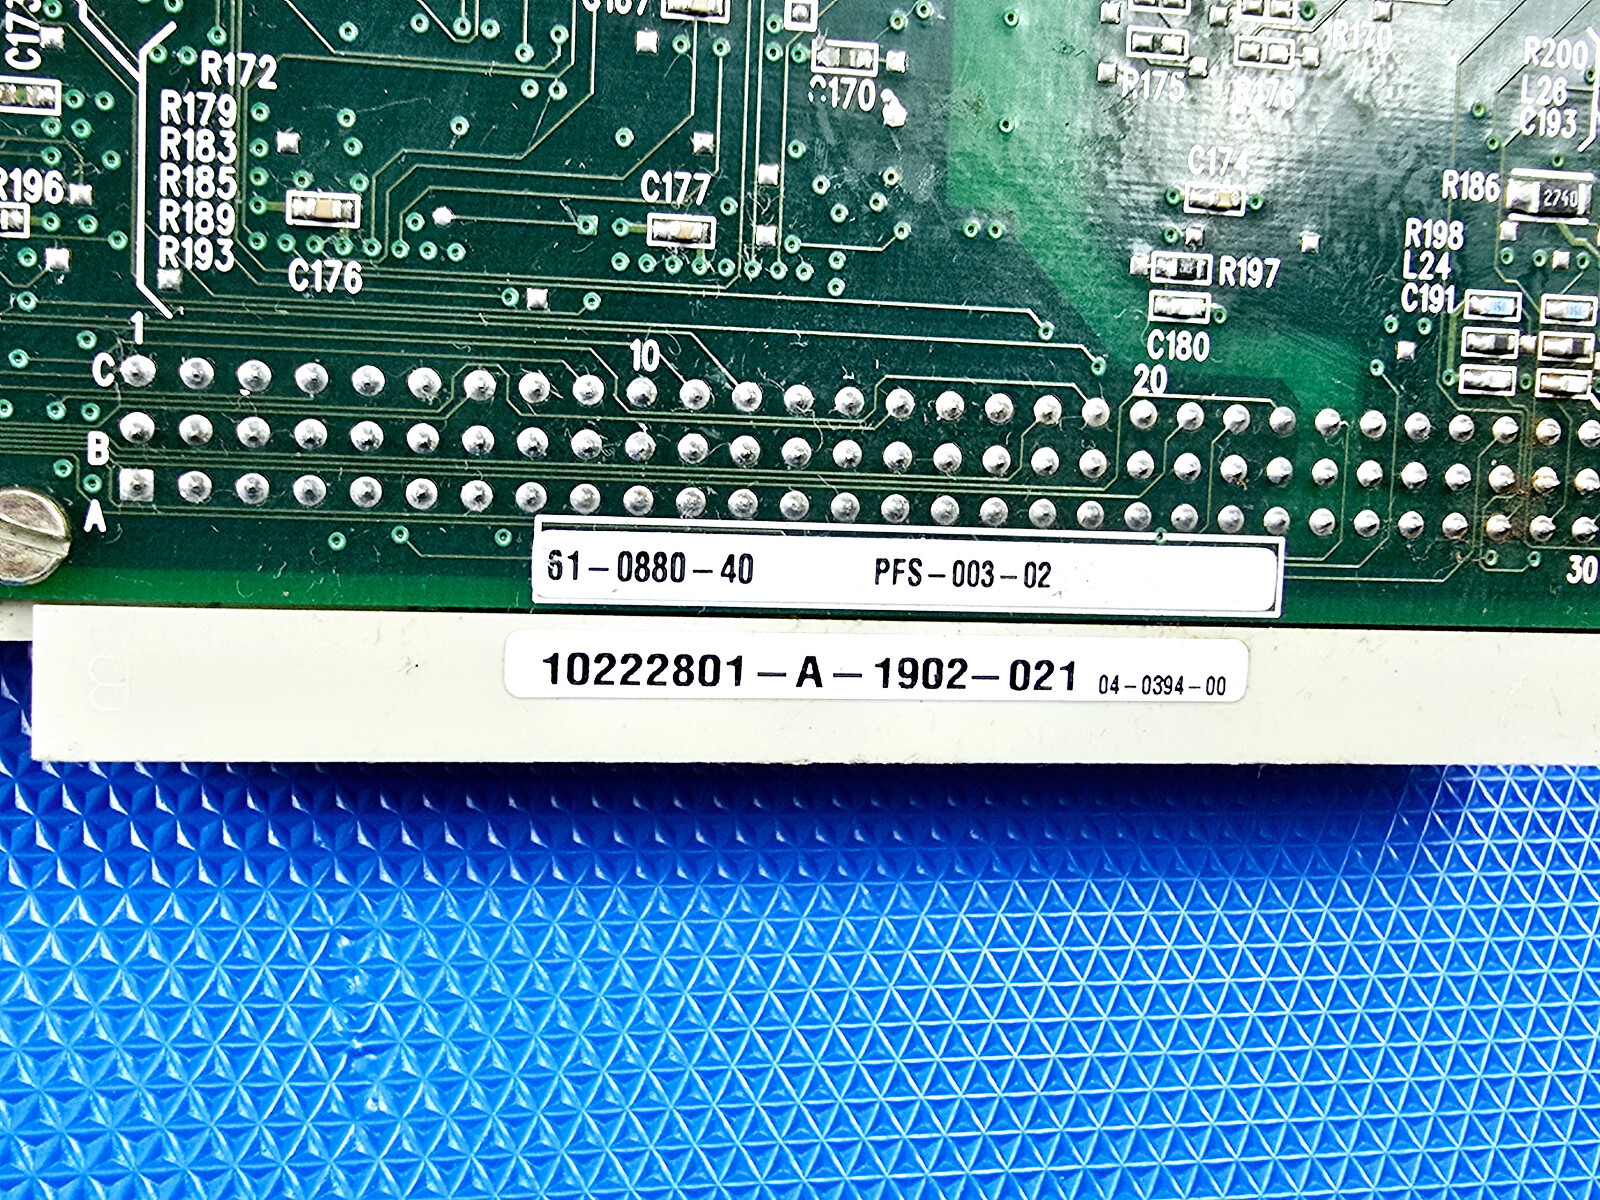 C173
R172
R179
R183
R185
R189
R193
R196
C176
C177
C170
R175
R176
R170
C174
R197
C180
R200
L26
C193
R186
2740
R198
L24
C191
1
10
20
30
C
B
A
61-0880-40 PFS-003-02
10222801-A-1902-021 04-0394-00